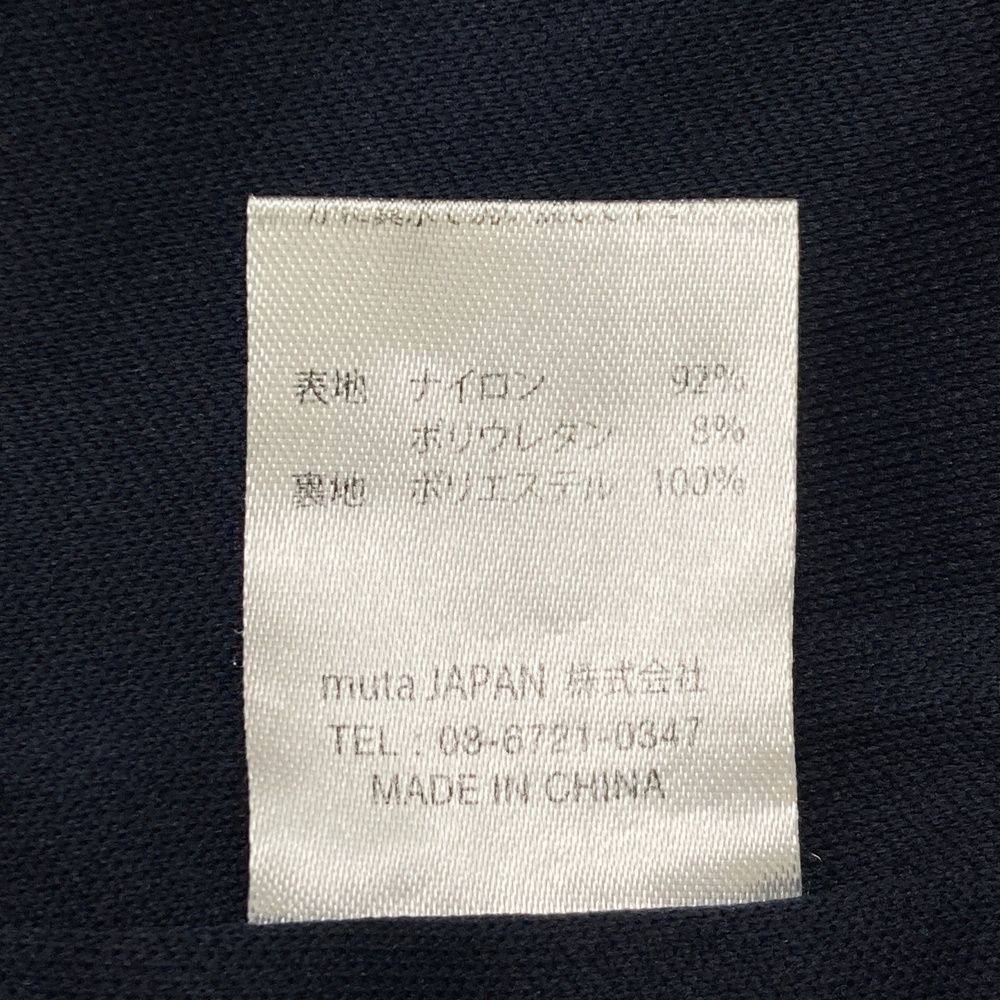 表地 ナイロン 92%
ポリウレタン 8%
裏地 ポリエステル 100%
muta JAPAN 株式会社
TEL : 06-6721-0347
MADE IN CHINA